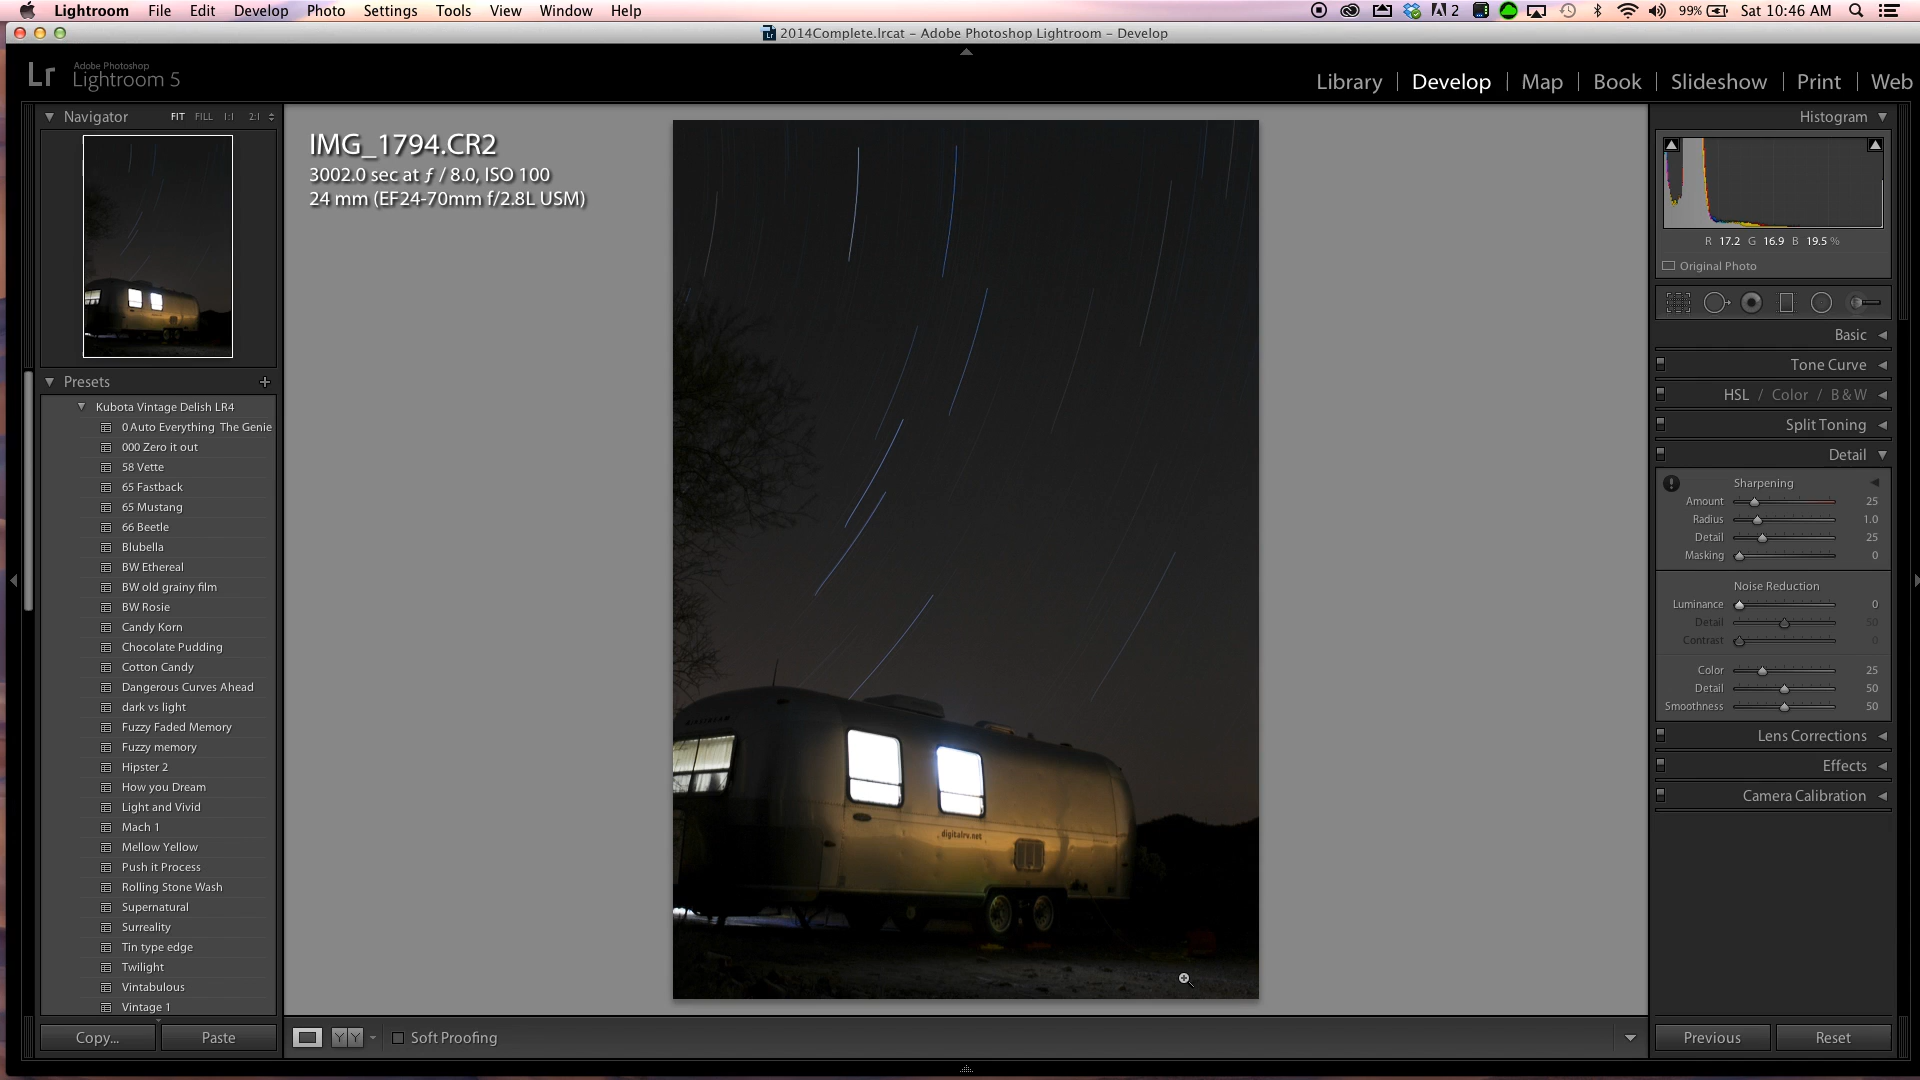 Lightroom File Edit Develop Photo Settings Tools View Window Help
2 99% Sat 10:46 AM
2014Complete.lrcat - Adobe Photoshop Lightroom - Develop
Lr Adobe Photoshop
Lightroom 5
Library | Develop | Map | Book | Slideshow | Print | Web
Navigator FIT FILL 1:1 2:1
IMG_1794.CR2
3002.0 sec at ƒ / 8.0, ISO 100
24 mm (EF24-70mm f/2.8L USM)
Presets +
Kubota Vintage Delish LR4
0 Auto Everything The Genie
000 Zero it out
58 Vette
65 Fastback
65 Mustang
66 Beetle
Blubella
BW Ethereal
BW old grainy film
BW Rosie
Candy Korn
Chocolate Pudding
Cotton Candy
Dangerous Curves Ahead
dark vs light
Fuzzy Faded Memory
Fuzzy memory
Hipster 2
How you Dream
Light and Vivid
Mach 1
Mellow Yellow
Push it Process
Rolling Stone Wash
Supernatural
Surreality
Tin type edge
Twilight
Vintabulous
Vintage 1
Copy... Paste
digitalrv.net
YY Soft Proofing
Histogram
R 17.2 G 16.9 B 19.5 %
Original Photo
Basic
Tone Curve
HSL / Color / B & W
Split Toning
Detail
Sharpening
Amount 25
Radius 1.0
Detail 25
Masking 0
Noise Reduction
Luminance 0
Detail 50
Contrast 0
Color 25
Detail 50
Smoothness 50
Lens Corrections
Effects
Camera Calibration
Previous Reset